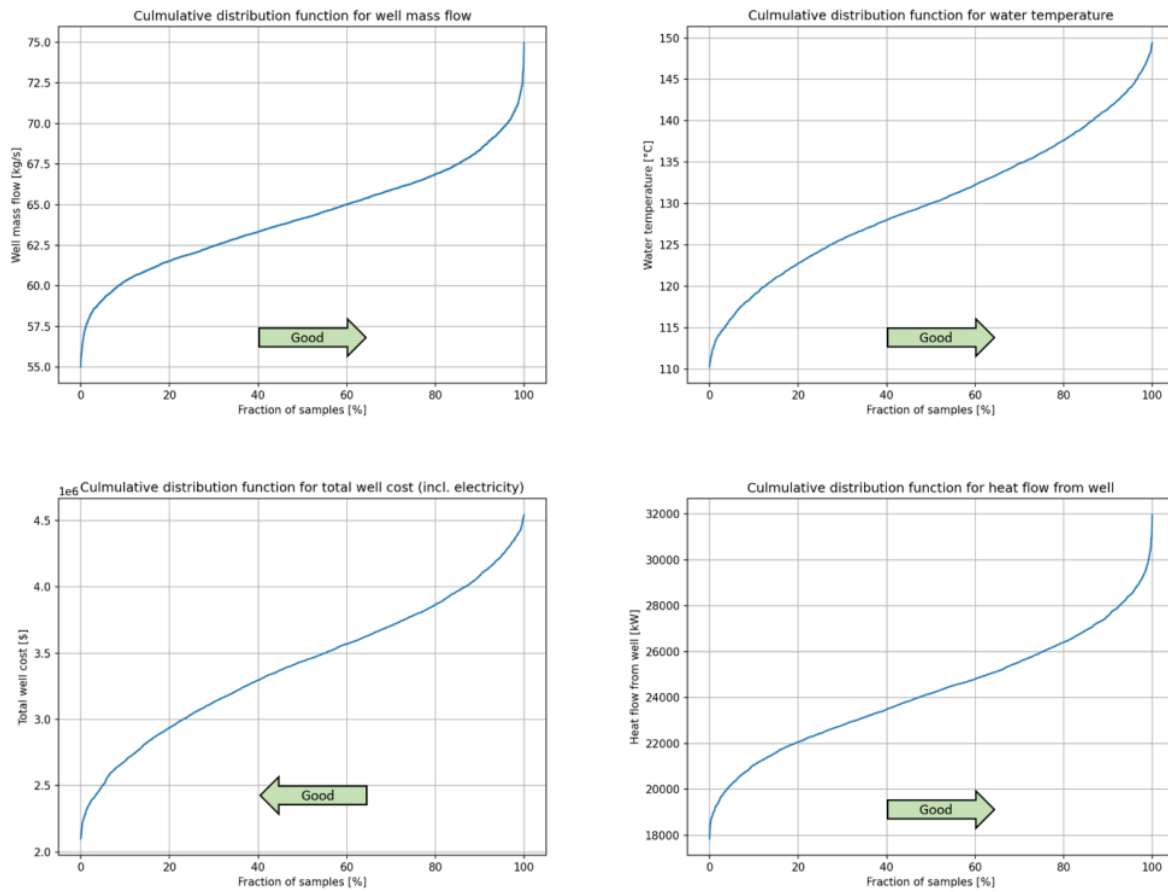 Culmulative distribution function for well mass flow
75.0
72.5
70.0
67.5
65.0
62.5
60.0
57.5
55.0
Well mass flow [kg/s]
Good
0 20 40 60 80 100
Fraction of samples [%]
Culmulative distribution function for water temperature
150
145
140
135
130
125
120
115
110
Water temperature [°C]
Good
0 20 40 60 80 100
Fraction of samples [%]
1e6 Culmulative distribution function for total well cost (incl. electricity)
4.5
4.0
3.5
3.0
2.5
2.0
Total well cost [$]
Good
0 20 40 60 80 100
Fraction of samples [%]
Culmulative distribution function for heat flow from well
32000
30000
28000
26000
24000
22000
20000
18000
Heat flow from well [kW]
Good
0 20 40 60 80 100
Fraction of samples [%]